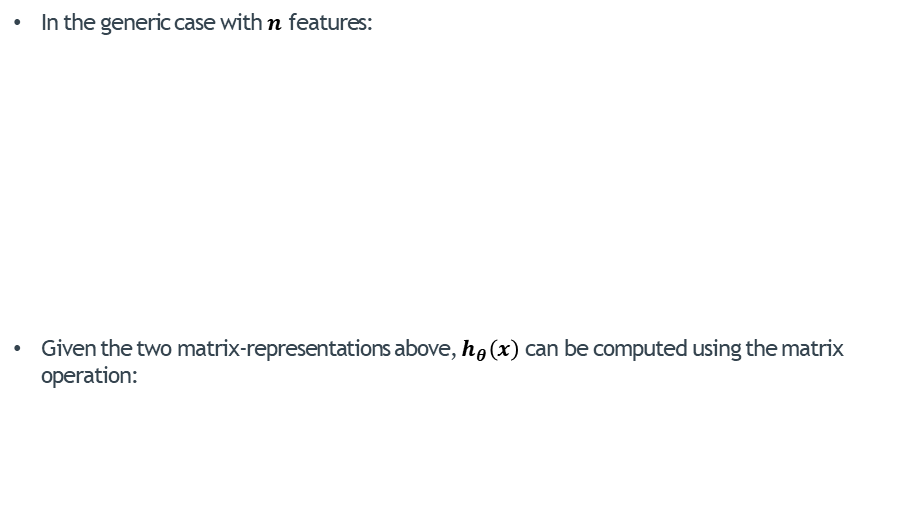 • In the generic case with n features:
• Given the two matrix-representations above, hθ(x) can be computed using the matrix
operation: